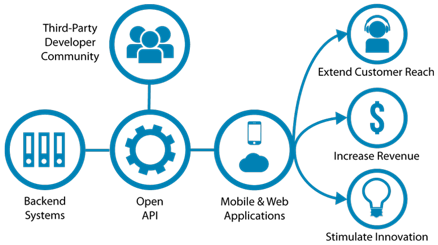 Third-Party
Developer
Community
Extend Customer Reach
$
Increase Revenue
Backend
Systems
Open
API
Mobile & Web
Applications
Stimulate Innovation